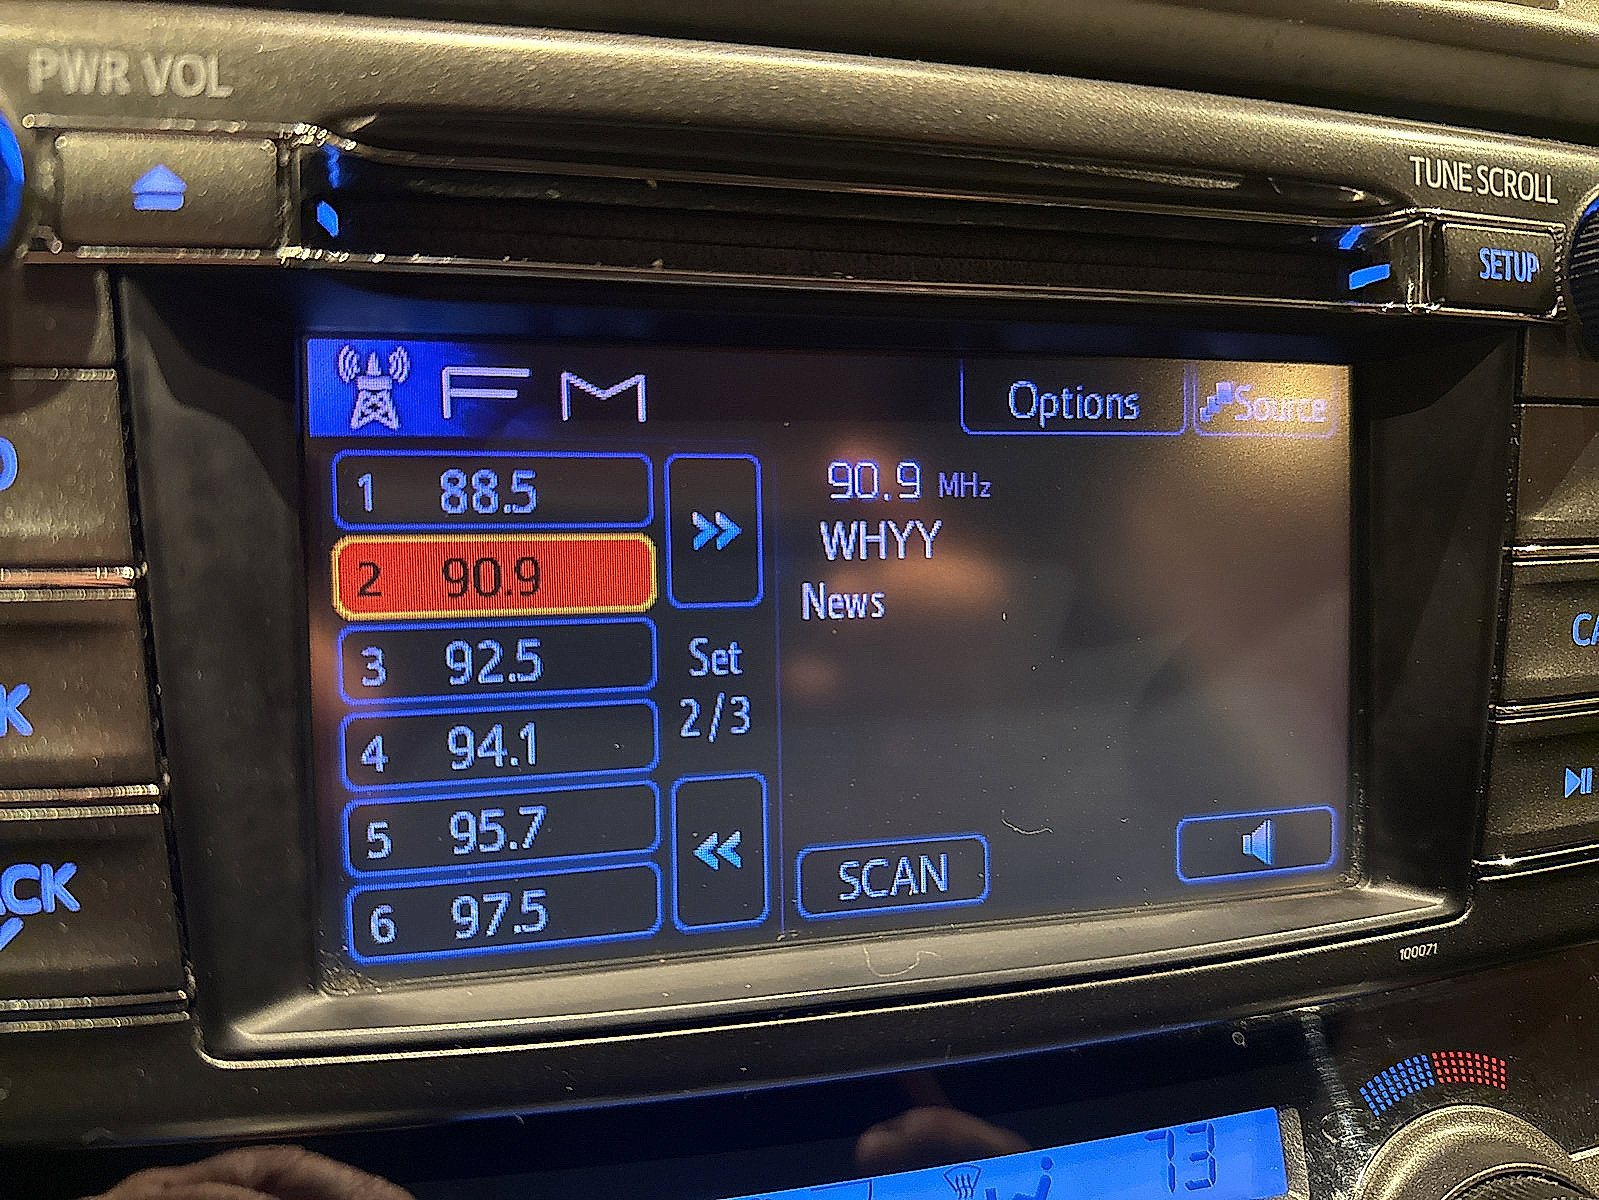 PWR VOL
TUNE SCROLL
SETUP
FM
Options
Source
1 88.5
2 90.9
3 92.5
4 94.1
5 95.7
6 97.5
Set
2/3
90.9 MHz
WHYY
News
SCAN
100071
73